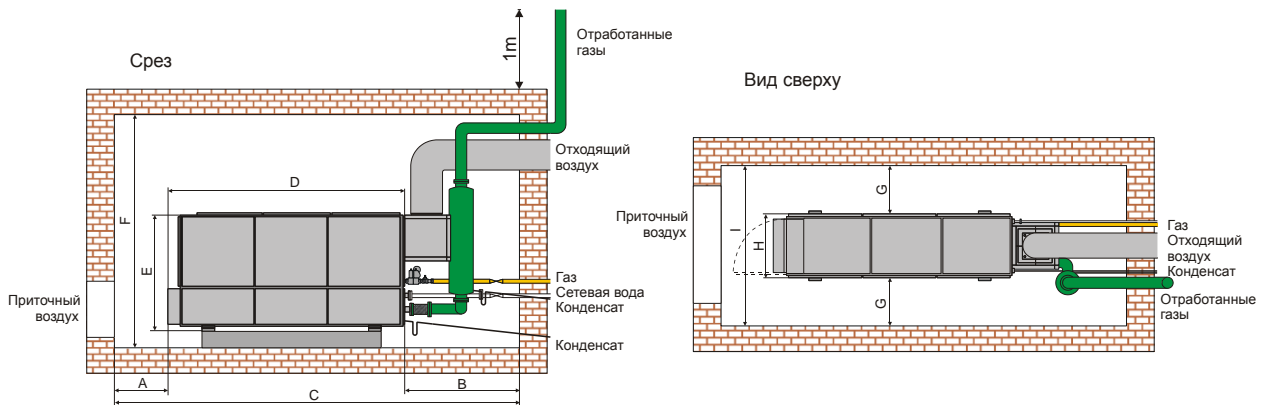 Срез
1m
Отработанные
газы
Отходящий
воздух
D
F
E
Газ
Сетевая вода
Конденсат
Приточный
воздух
Конденсат
A
B
C
Вид сверху
G
Приточный
воздух
I
H
Газ
Отходящий
воздух
Конденсат
G
Отработанные
газы